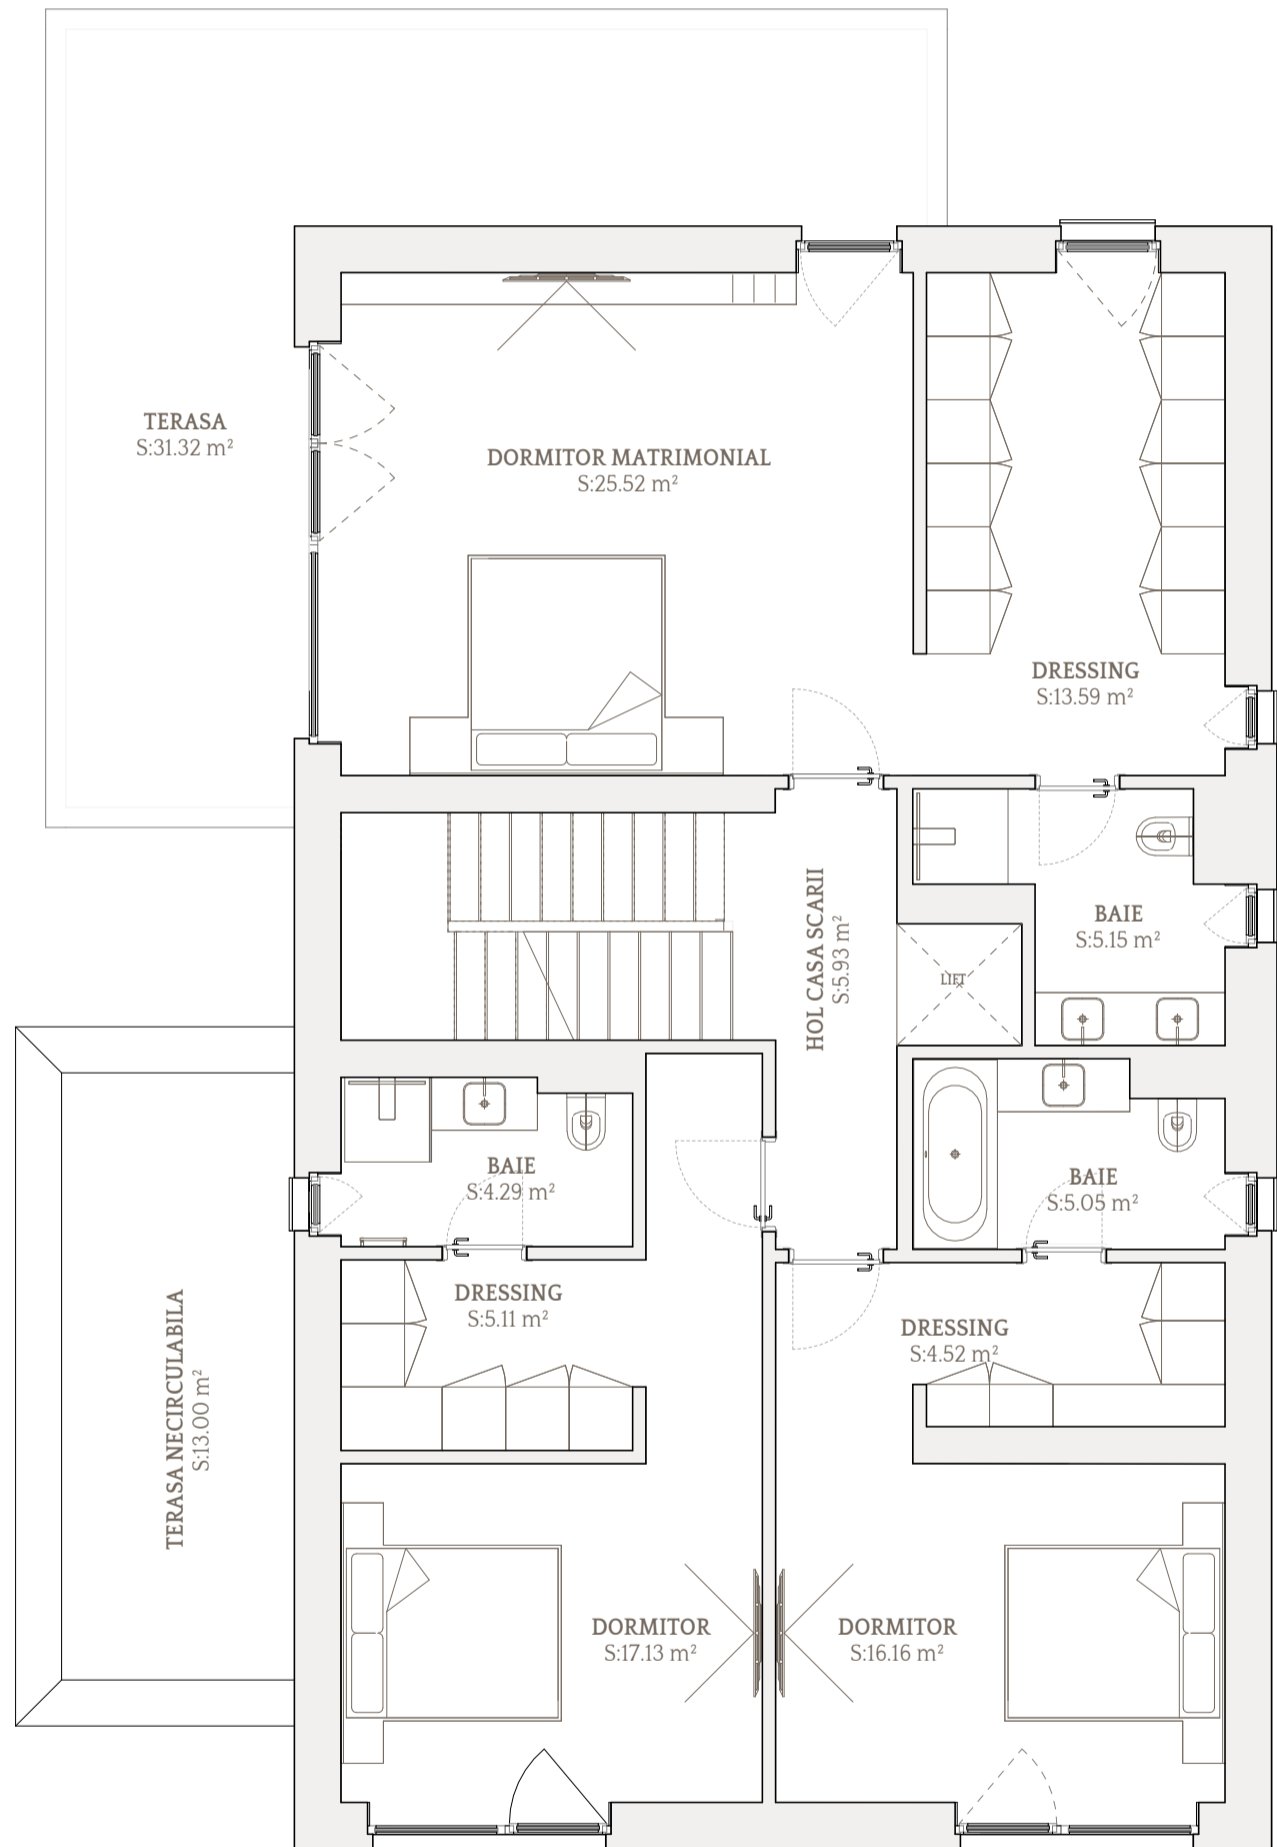 TERASA
S:31.32 m²
DORMITOR MATRIMONIAL
S:25.52 m²
DRESSING
S:13.59 m²
HOL CASA SCARII
S:5.93 m²
BAIE
S:5.15 m²
LIFT
BAIE
S:4.29 m²
BAIE
S:5.05 m²
DRESSING
S:5.11 m²
DRESSING
S:4.52 m²
TERASA NECIRCULABILA
S:13.00 m²
DORMITOR
S:17.13 m²
DORMITOR
S:16.16 m²